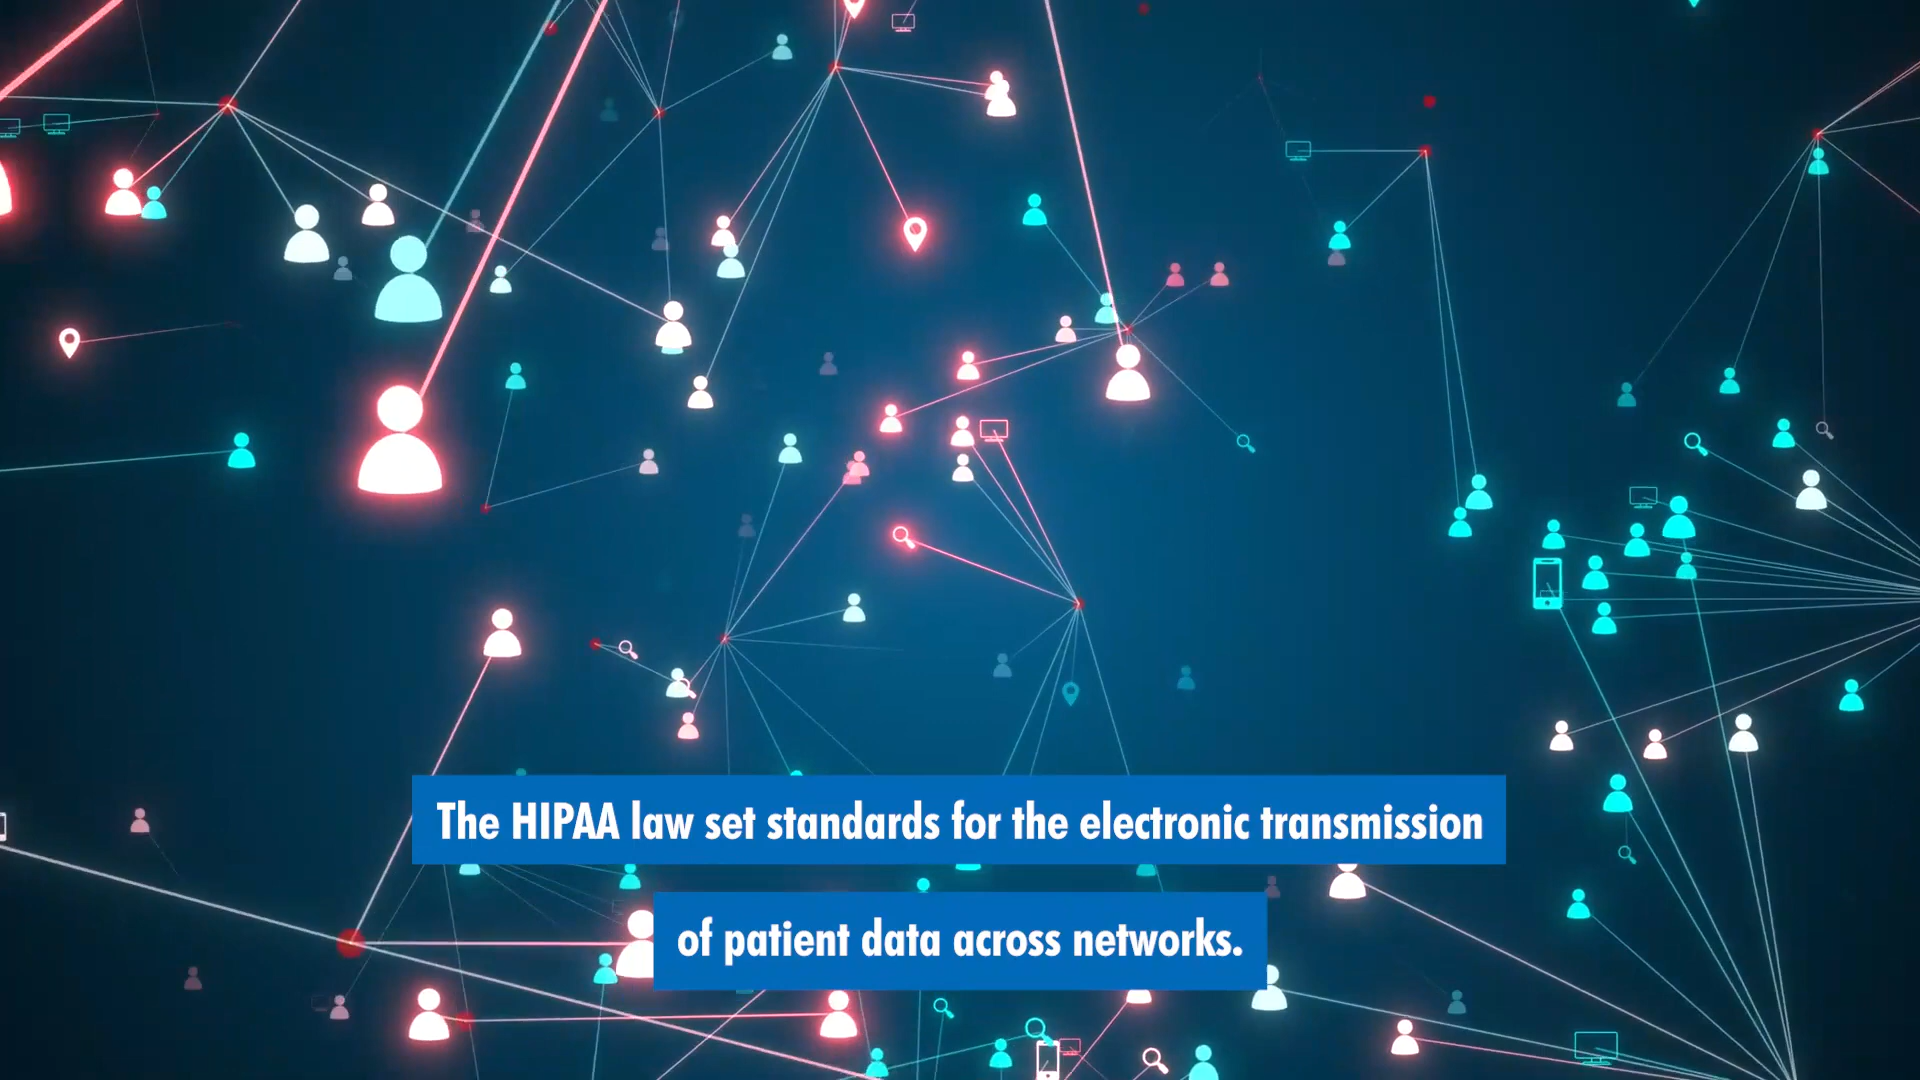 The HIPAA law set standards for the electronic transmission
of patient data across networks.